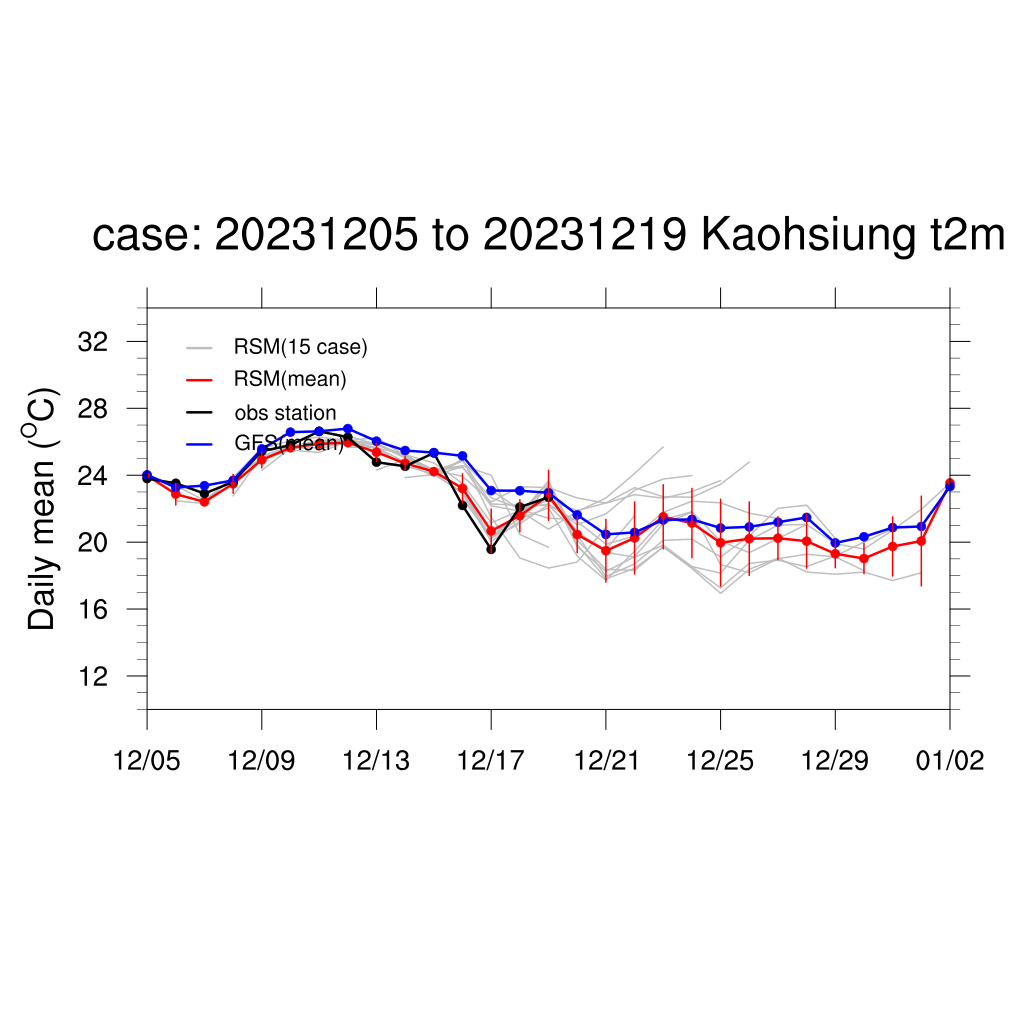 case: 20231205 to 20231219 Kaohsiung t2m
Daily mean (°C)
32
28
24
20
16
12
RSM(15 case)
RSM(mean)
obs station
GFS(mean)
12/05 12/09 12/13 12/17 12/21 12/25 12/29 01/02